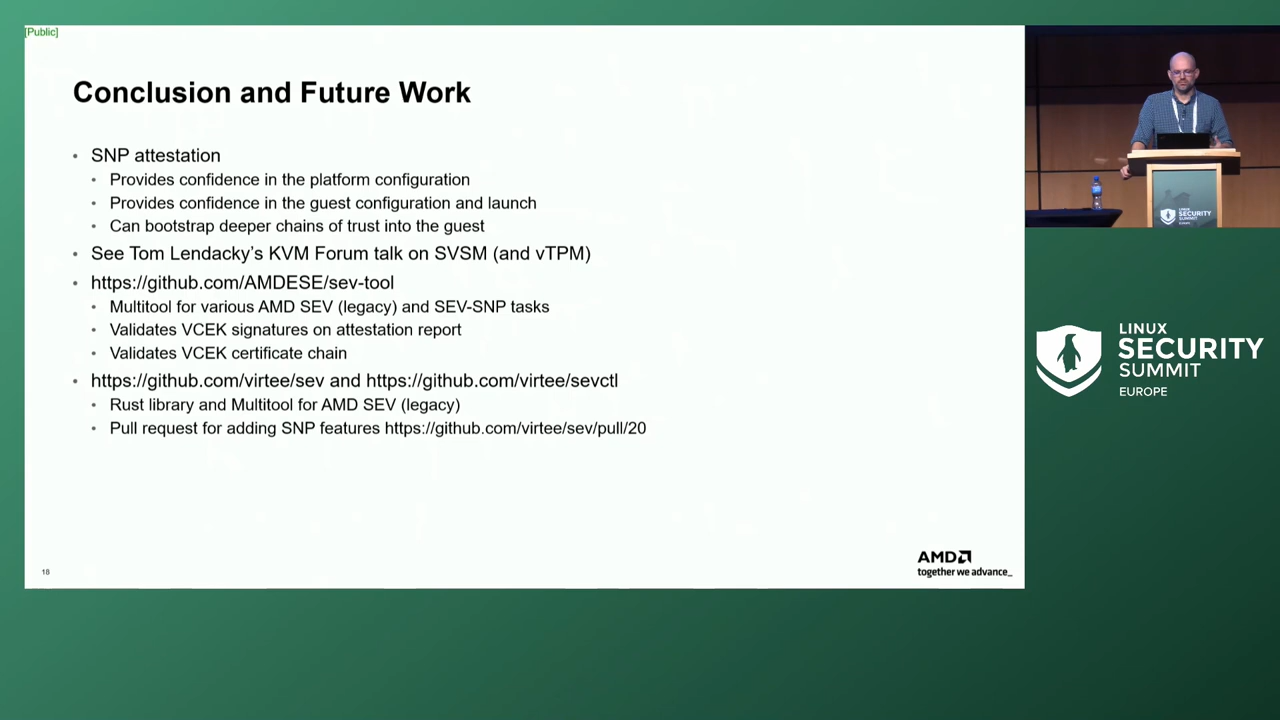 [Public]
Conclusion and Future Work
• SNP attestation
• Provides confidence in the platform configuration
• Provides confidence in the guest configuration and launch
• Can bootstrap deeper chains of trust into the guest
• See Tom Lendacky's KVM Forum talk on SVSM (and vTPM)
• https://github.com/AMDESE/sev-tool
• Multitool for various AMD SEV (legacy) and SEV-SNP tasks
• Validates VCEK signatures on attestation report
• Validates VCEK certificate chain
• https://github.com/virtee/sev and https://github.com/virtee/sevctl
• Rust library and Multitool for AMD SEV (legacy)
• Pull request for adding SNP features https://github.com/virtee/sev/pull/20
18
AMD
together we advance_
LINUX
SECURITY
SUMMIT
EUROPE
LINUX
SECURITY
SUMMIT
EUROPE